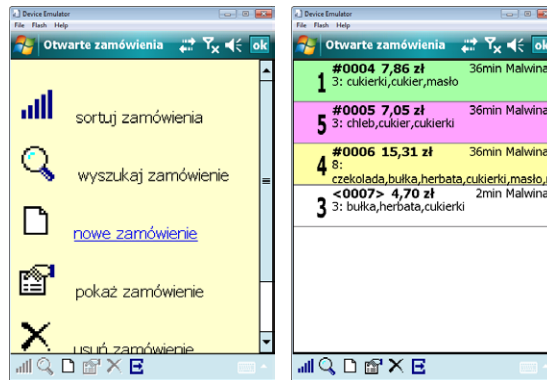 Device Emulator
File Flash Help
Otwarte zamówienia ok
sortuj zamówienia
wyszukaj zamówienie
nowe zamówienie
pokaż zamówienie
usuń zamówienie
Device Emulator
File Flash Help
Otwarte zamówienia ok
#0004 7,86 zł 36min Malwina
1 3: cukierki,cukier,masło
#0005 7,05 zł 36min Malwina
5 3: chleb,cukier,cukierki
#0006 15,31 zł 36min Malwina
4 8:
czekolada,bułka,herbata,cukierki,masło,
<0007> 4,70 zł 2min Malwina
3 3: bułka,herbata,cukierki